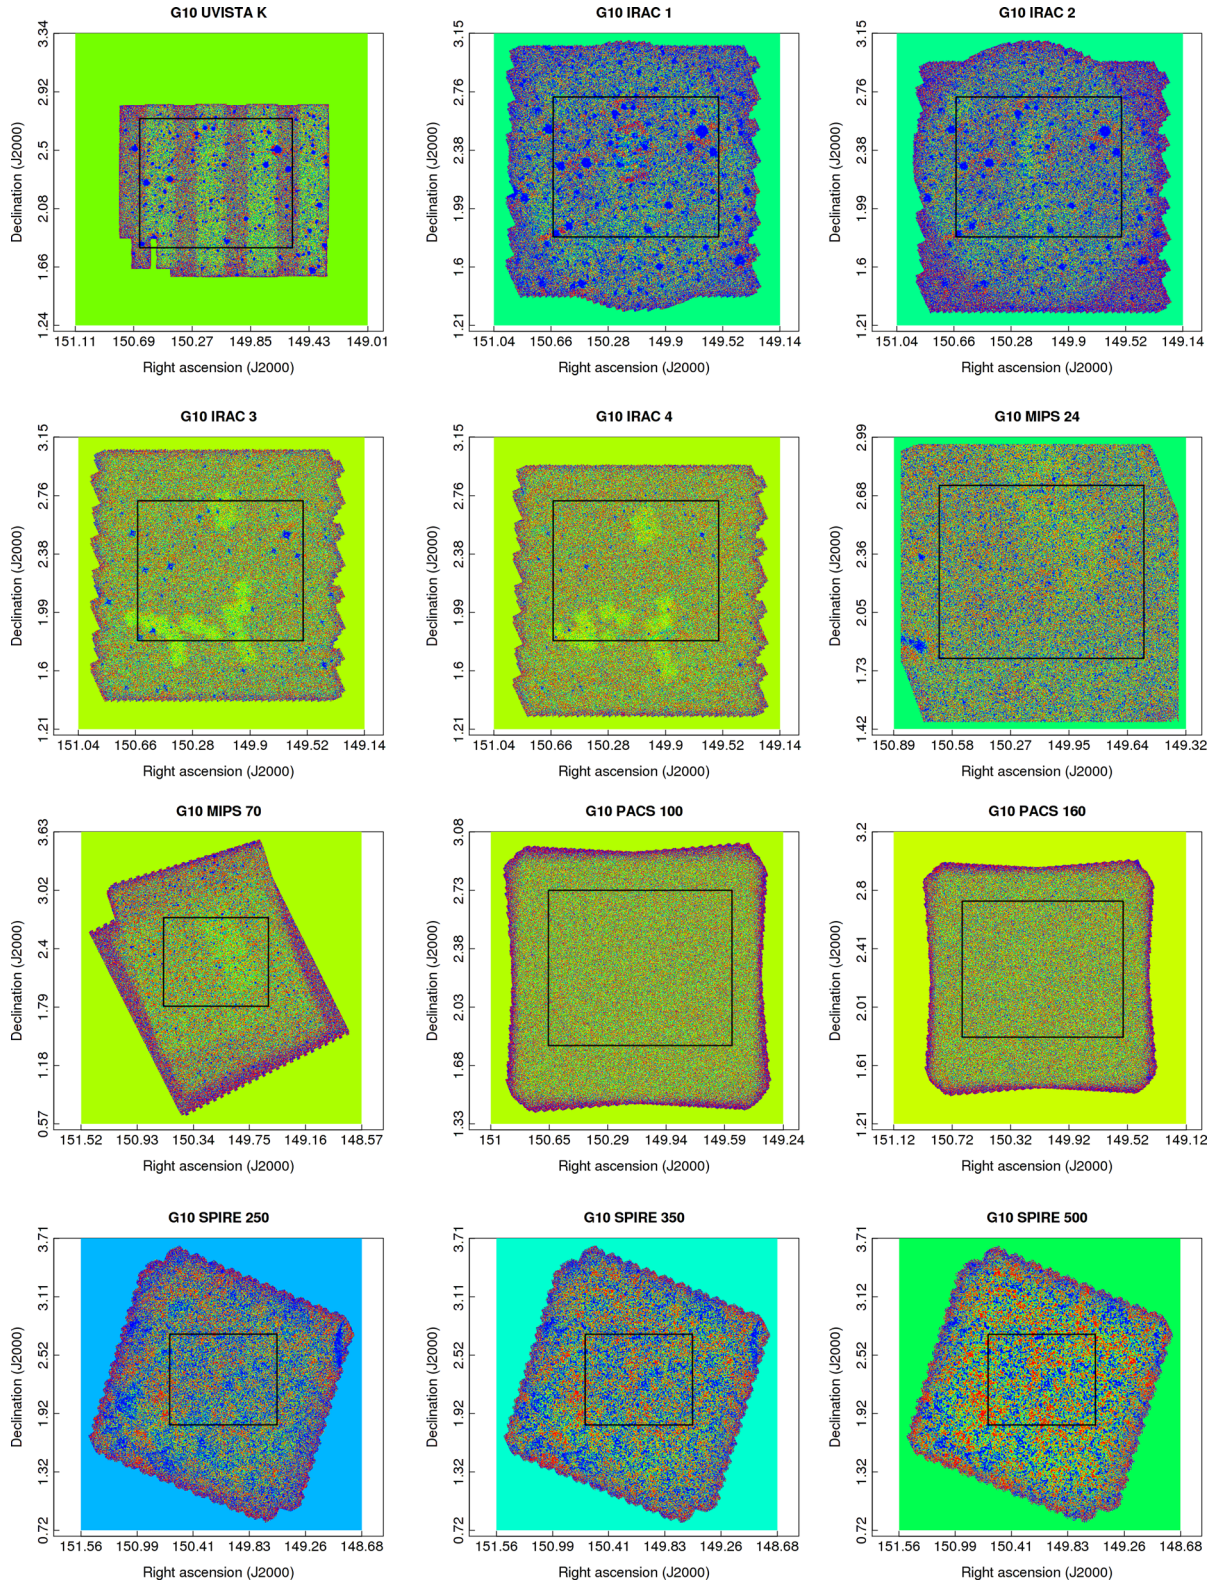 G10 UVISTA K
G10 IRAC 1
G10 IRAC 2
Declination (J2000)
3.34
2.92
2.5
2.08
1.66
1.24
151.11 150.69 150.27 149.85 149.43 149.01
Right ascension (J2000)
Declination (J2000)
3.15
2.76
2.38
1.99
1.6
1.21
151.04 150.66 150.28 149.9 149.52 149.14
Right ascension (J2000)
Declination (J2000)
3.15
2.76
2.38
1.99
1.6
1.21
151.04 150.66 150.28 149.9 149.52 149.14
Right ascension (J2000)
G10 IRAC 3
G10 IRAC 4
G10 MIPS 24
Declination (J2000)
3.15
2.76
2.38
1.99
1.6
1.21
151.04 150.66 150.28 149.9 149.52 149.14
Right ascension (J2000)
Declination (J2000)
3.15
2.76
2.38
1.99
1.6
1.21
151.04 150.66 150.28 149.9 149.52 149.14
Right ascension (J2000)
Declination (J2000)
2.99
2.68
2.36
2.05
1.73
1.42
150.89 150.58 150.27 149.95 149.64 149.32
Right ascension (J2000)
G10 MIPS 70
G10 PACS 100
G10 PACS 160
Declination (J2000)
3.63
3.02
2.4
1.79
1.18
0.57
151.52 150.93 150.34 149.75 149.16 148.57
Right ascension (J2000)
Declination (J2000)
3.08
2.73
2.38
2.03
1.68
1.33
151 150.65 150.29 149.94 149.59 149.24
Right ascension (J2000)
Declination (J2000)
3.2
2.8
2.41
2.01
1.61
1.21
151.12 150.72 150.32 149.92 149.52 149.12
Right ascension (J2000)
G10 SPIRE 250
G10 SPIRE 350
G10 SPIRE 500
Declination (J2000)
3.71
3.11
2.52
1.92
1.32
0.72
151.56 150.99 150.41 149.83 149.26 148.68
Right ascension (J2000)
Declination (J2000)
3.71
3.11
2.52
1.92
1.32
0.72
151.56 150.99 150.41 149.83 149.26 148.68
Right ascension (J2000)
Declination (J2000)
3.71
3.12
2.52
1.92
1.32
0.72
151.56 150.99 150.41 149.83 149.26 148.68
Right ascension (J2000)